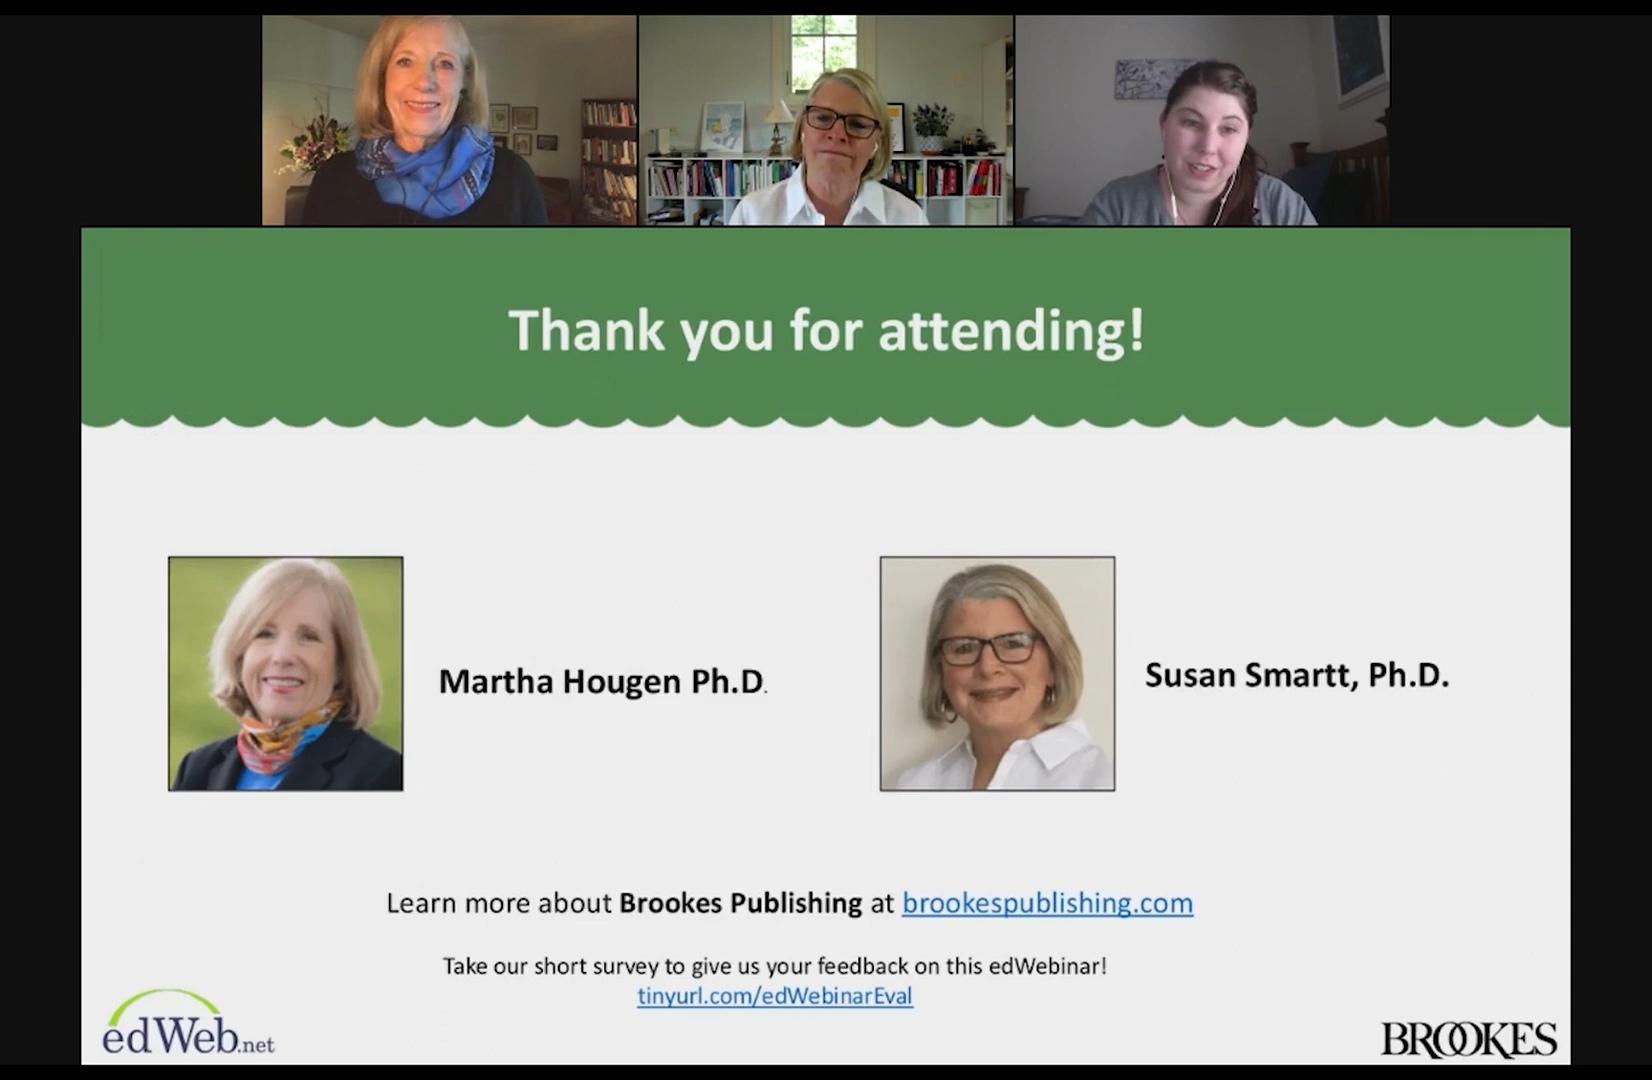 Thank you for attending!
Martha Hougen Ph.D.
Susan Smartt, Ph.D.
Learn more about Brookes Publishing at brookespublishing.com
Take our short survey to give us your feedback on this edWebinar!
tinyurl.com/edWebinarEval
edWeb.net
BROOKES